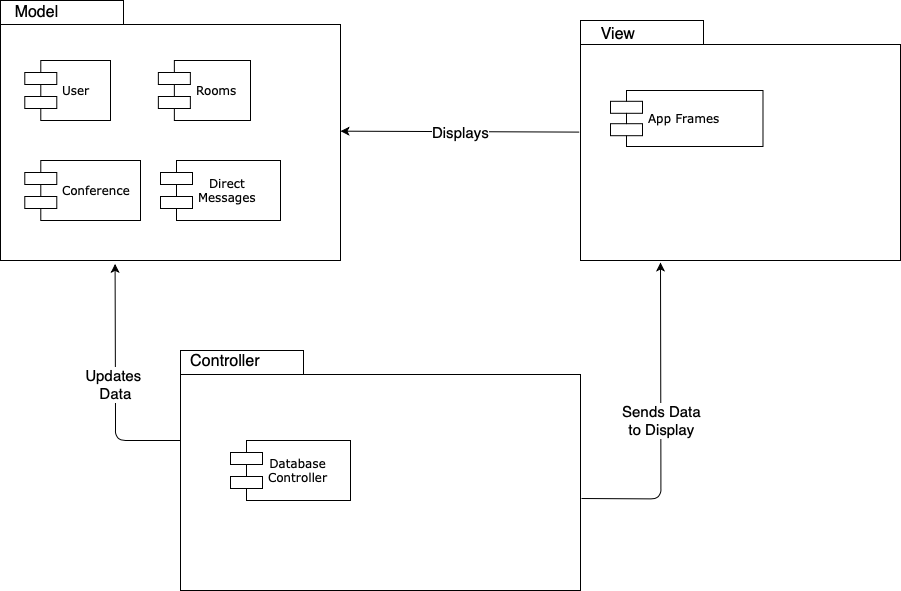 Model
View
User
Rooms
App Frames
Displays
Conference
Direct
Messages
Controller
Updates
Data
Sends Data
to Display
Database
Controller